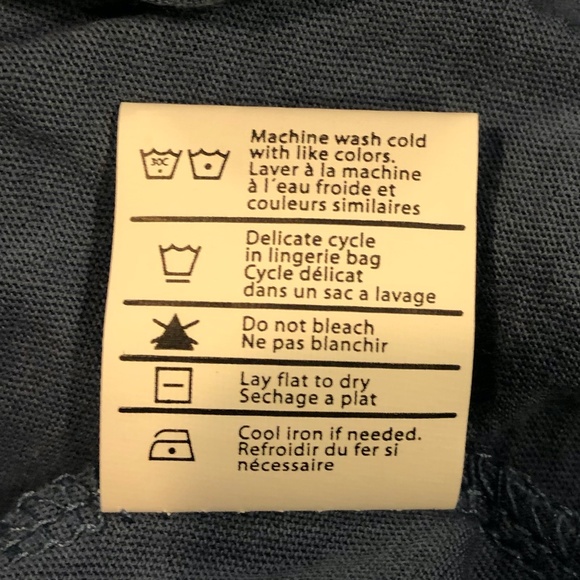 30C
Machine wash cold
with like colors.
Laver à la machine
à l'eau froide et
couleurs similaires
Delicate cycle
in lingerie bag
Cycle délicat
dans un sac a lavage
Do not bleach
Ne pas blanchir
Lay flat to dry
Sechage a plat
Cool iron if needed.
Refroidir du fer si
nécessaire